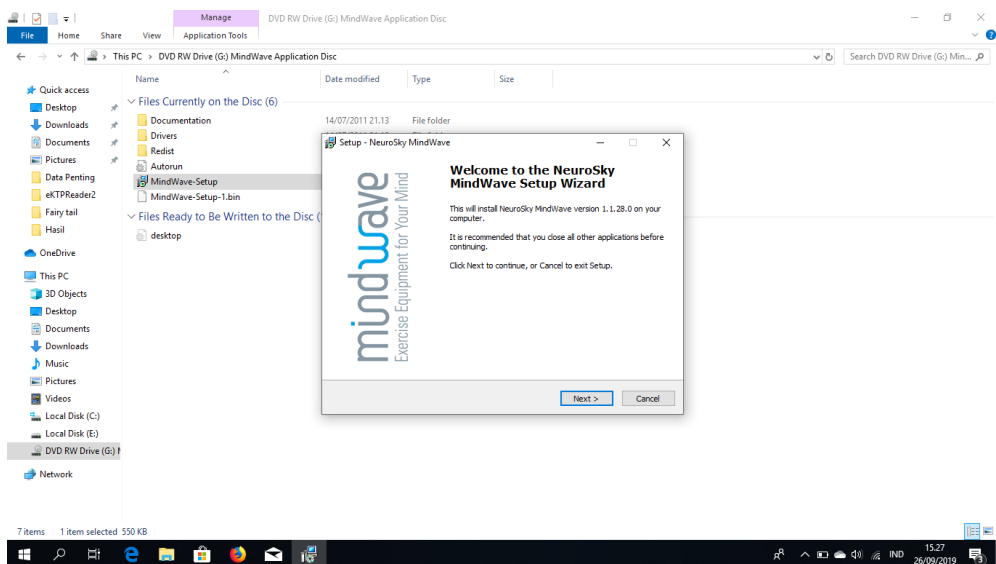 Manage
DVD RW Drive (G:) MindWave Application Disc
File Home Share View Application Tools
This PC > DVD RW Drive (G:) MindWave Application Disc
Search DVD RW Drive (G:) Min...
Name Date modified Type Size
Quick access
Desktop
Downloads
Documents
Pictures
Data Penting
eKTPReader2
Fairy tail
Hasil
OneDrive
This PC
3D Objects
Desktop
Documents
Downloads
Music
Pictures
Videos
Local Disk (C:)
Local Disk (E:)
DVD RW Drive (G:)
Network
Files Currently on the Disc (6)
Documentation 14/07/2011 21.13 File folder
Drivers
Redist
Autorun
MindWave-Setup
MindWave-Setup-1.bin
Files Ready to Be Written to the Disc (
desktop
Setup - NeuroSky MindWave
mindwave
Exercise Equipment for Your Mind
Welcome to the NeuroSky
MindWave Setup Wizard
This will install NeuroSky MindWave version 1.1.28.0 on your
computer.
It is recommended that you close all other applications before
continuing.
Click Next to continue, or Cancel to exit Setup.
Next > Cancel
7 items 1 item selected 550 KB
IND
15.27
26/09/2019